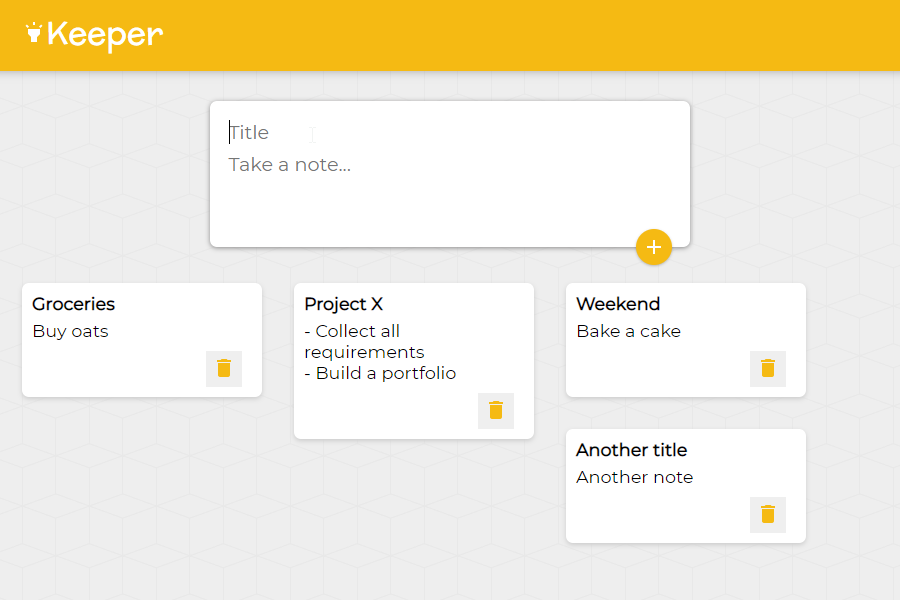 Keeper
Title
Take a note...
Groceries
Buy oats
Project X
- Collect all
requirements
- Build a portfolio
Weekend
Bake a cake
Another title
Another note